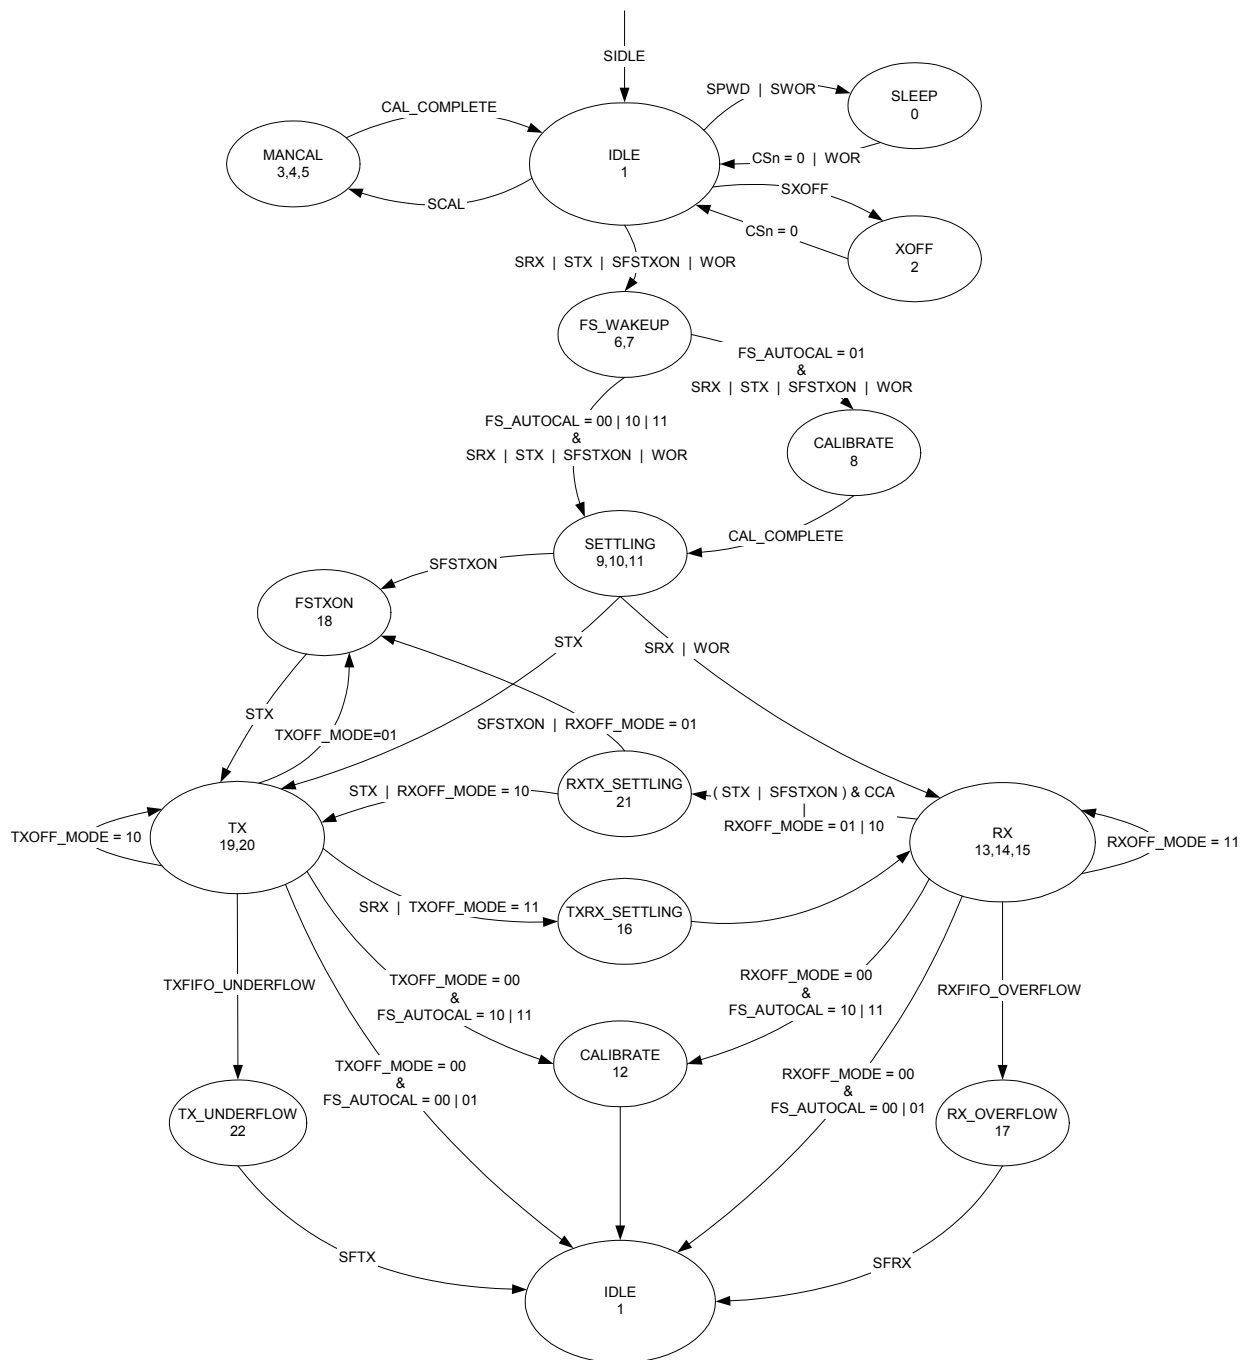 SIDLE
SPWD | SWOR
SLEEP
0
CAL_COMPLETE
MANCAL
3,4,5
IDLE
1
CSn = 0 | WOR
SCAL
SXOFF
CSn = 0
XOFF
2
SRX | STX | SFSTXON | WOR
FS_WAKEUP
6,7
FS_AUTOCAL = 01
&
SRX | STX | SFSTXON | WOR
FS_AUTOCAL = 00 | 10 | 11
&
SRX | STX | SFSTXON | WOR
CALIBRATE
8
CAL_COMPLETE
SETTLING
9,10,11
SFSTXON
FSTXON
18
STX
SRX | WOR
STX
TXOFF_MODE=01
SFSTXON | RXOFF_MODE = 01
RXTX_SETTLING
21
STX | RXOFF_MODE = 10
( STX | SFSTXON ) & CCA
|
RXOFF_MODE = 01 | 10
TXOFF_MODE = 10
TX
19,20
RX
13,14,15
RXOFF_MODE = 11
SRX | TXOFF_MODE = 11
TXRX_SETTLING
16
TXFIFO_UNDERFLOW
TXOFF_MODE = 00
&
FS_AUTOCAL = 10 | 11
RXOFF_MODE = 00
&
FS_AUTOCAL = 10 | 11
RXFIFO_OVERFLOW
CALIBRATE
12
TXOFF_MODE = 00
&
FS_AUTOCAL = 00 | 01
RXOFF_MODE = 00
&
FS_AUTOCAL = 00 | 01
TX_UNDERFLOW
22
RX_OVERFLOW
17
SFTX
SFRX
IDLE
1